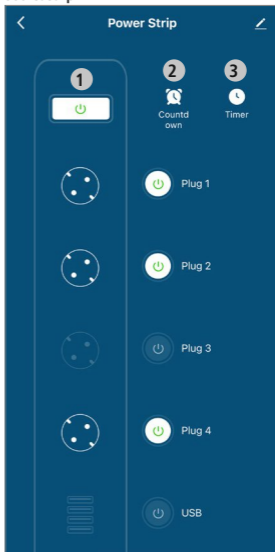 Power Strip
1
2
3
Countd
own
Timer
Plug 1
Plug 2
Plug 3
Plug 4
USB